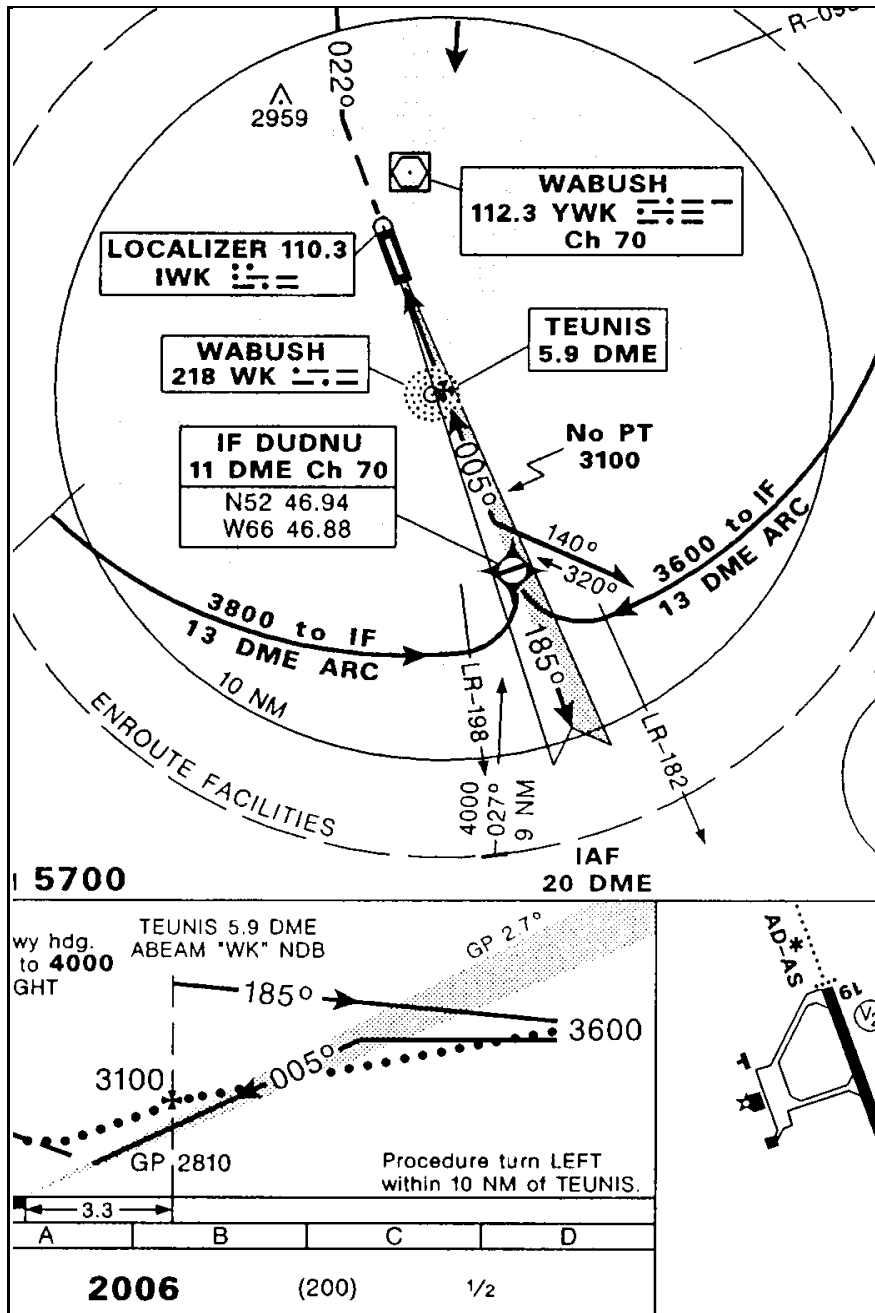 R-09
022°
2959
WABUSH
112.3 YWK
Ch 70
LOCALIZER 110.3
IWK
TEUNIS
5.9 DME
WABUSH
218 WK
No PT
3100
IF DUDNU
11 DME Ch 70
N52 46.94
W66 46.88
005°
140°
320°
3600 to IF
13 DME ARC
3800 to IF
13 DME ARC
185°
10 NM
LR-198
LR-182
ENROUTE FACILITIES
4000
027°
9 NM
IAF
20 DME
5700
TEUNIS 5.9 DME
ABEAM "WK" NDB
GP 2.7°
wy hdg.
to 4000
GHT
185°
3600
005°
3100
GP 2810
Procedure turn LEFT
within 10 NM of TEUNIS.
3.3
A B C D
2006 (200) 1/2
AD-AS
*
19
V2